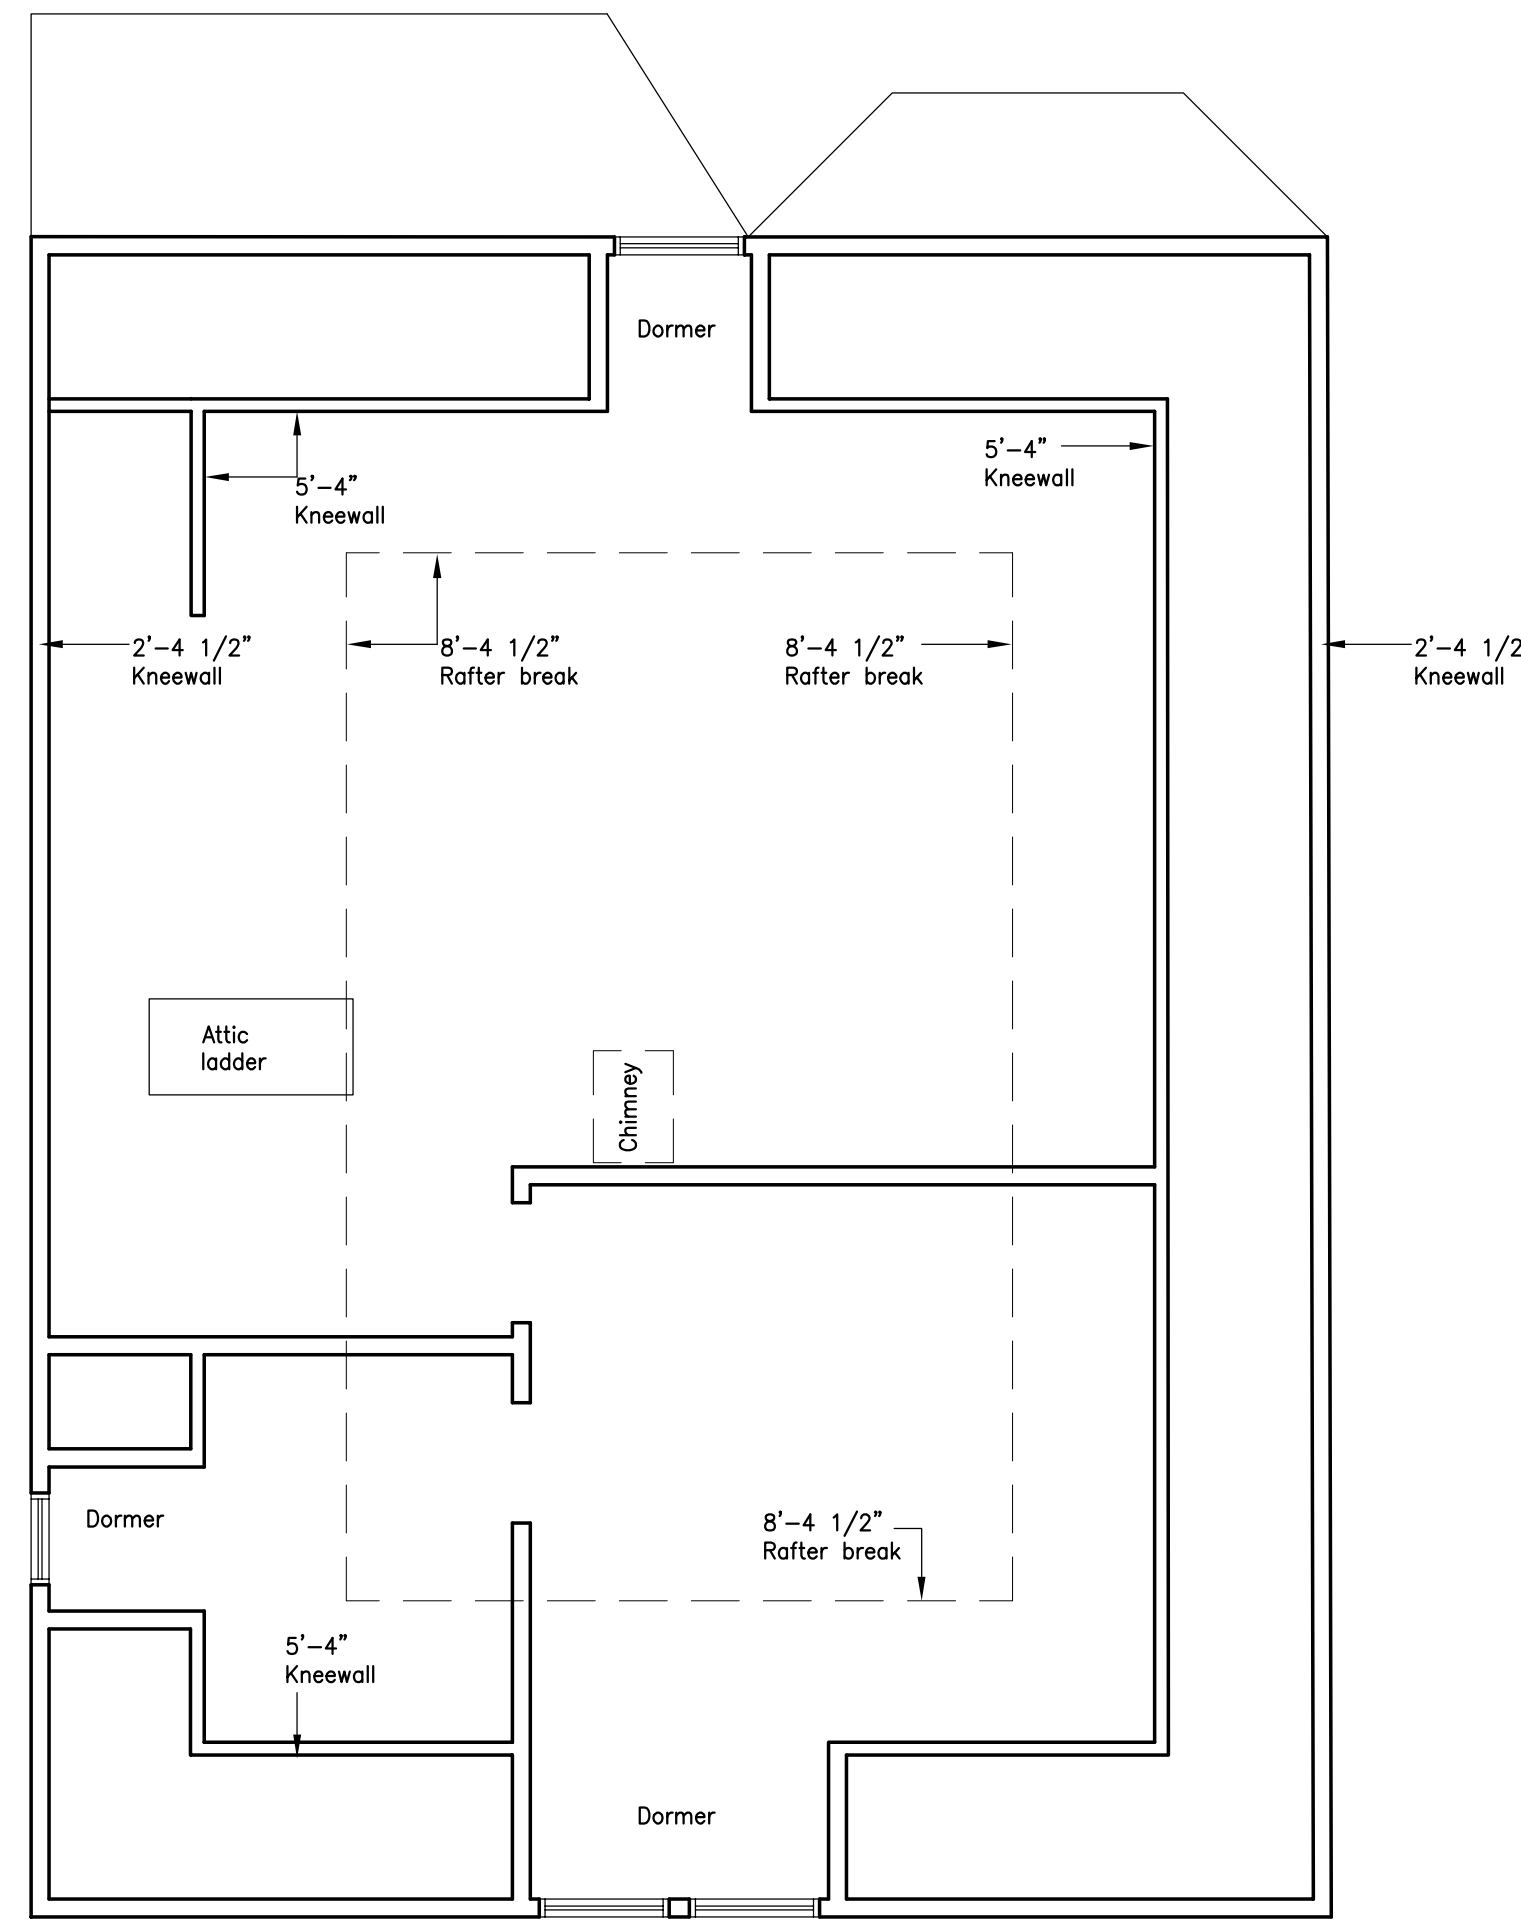 Dormer
5'-4"
Kneewall
5'-4"
Kneewall
2'-4 1/2"
Kneewall
8'-4 1/2"
Rafter break
8'-4 1/2"
Rafter break
2'-4 1/2
Kneewall
Attic
ladder
Chimney
Dormer
8'-4 1/2"
Rafter break
5'-4"
Kneewall
Dormer